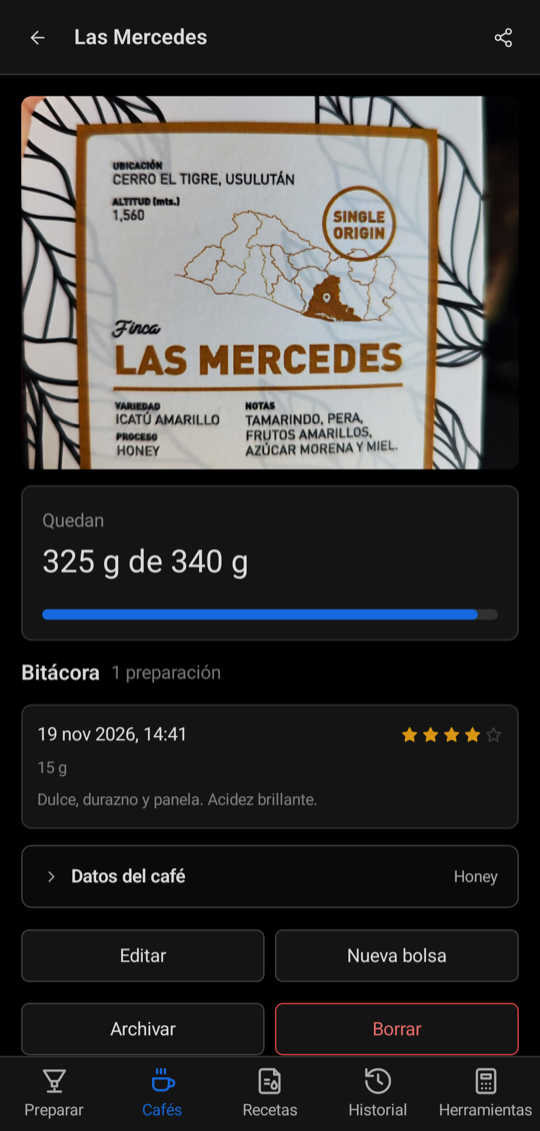 Las Mercedes
UBICACIÓN
CERRO EL TIGRE, USULUTÁN
ALTITUD (mts.)
1,560
SINGLE
ORIGIN
Finca
LAS MERCEDES
VARIEDAD
ICATÚ AMARILLO
PROCESO
HONEY
NOTAS
TAMARINDO, PERA,
FRUTOS AMARILLOS,
AZÚCAR MORENA Y MIEL.
Quedan
325 g de 340 g
Bitácora 1 preparación
19 nov 2026, 14:41
15 g
Dulce, durazno y panela. Acidez brillante.
Datos del café Honey
Editar
Nueva bolsa
Archivar
Borrar
Preparar
Cafés
Recetas
Historial
Herramientas